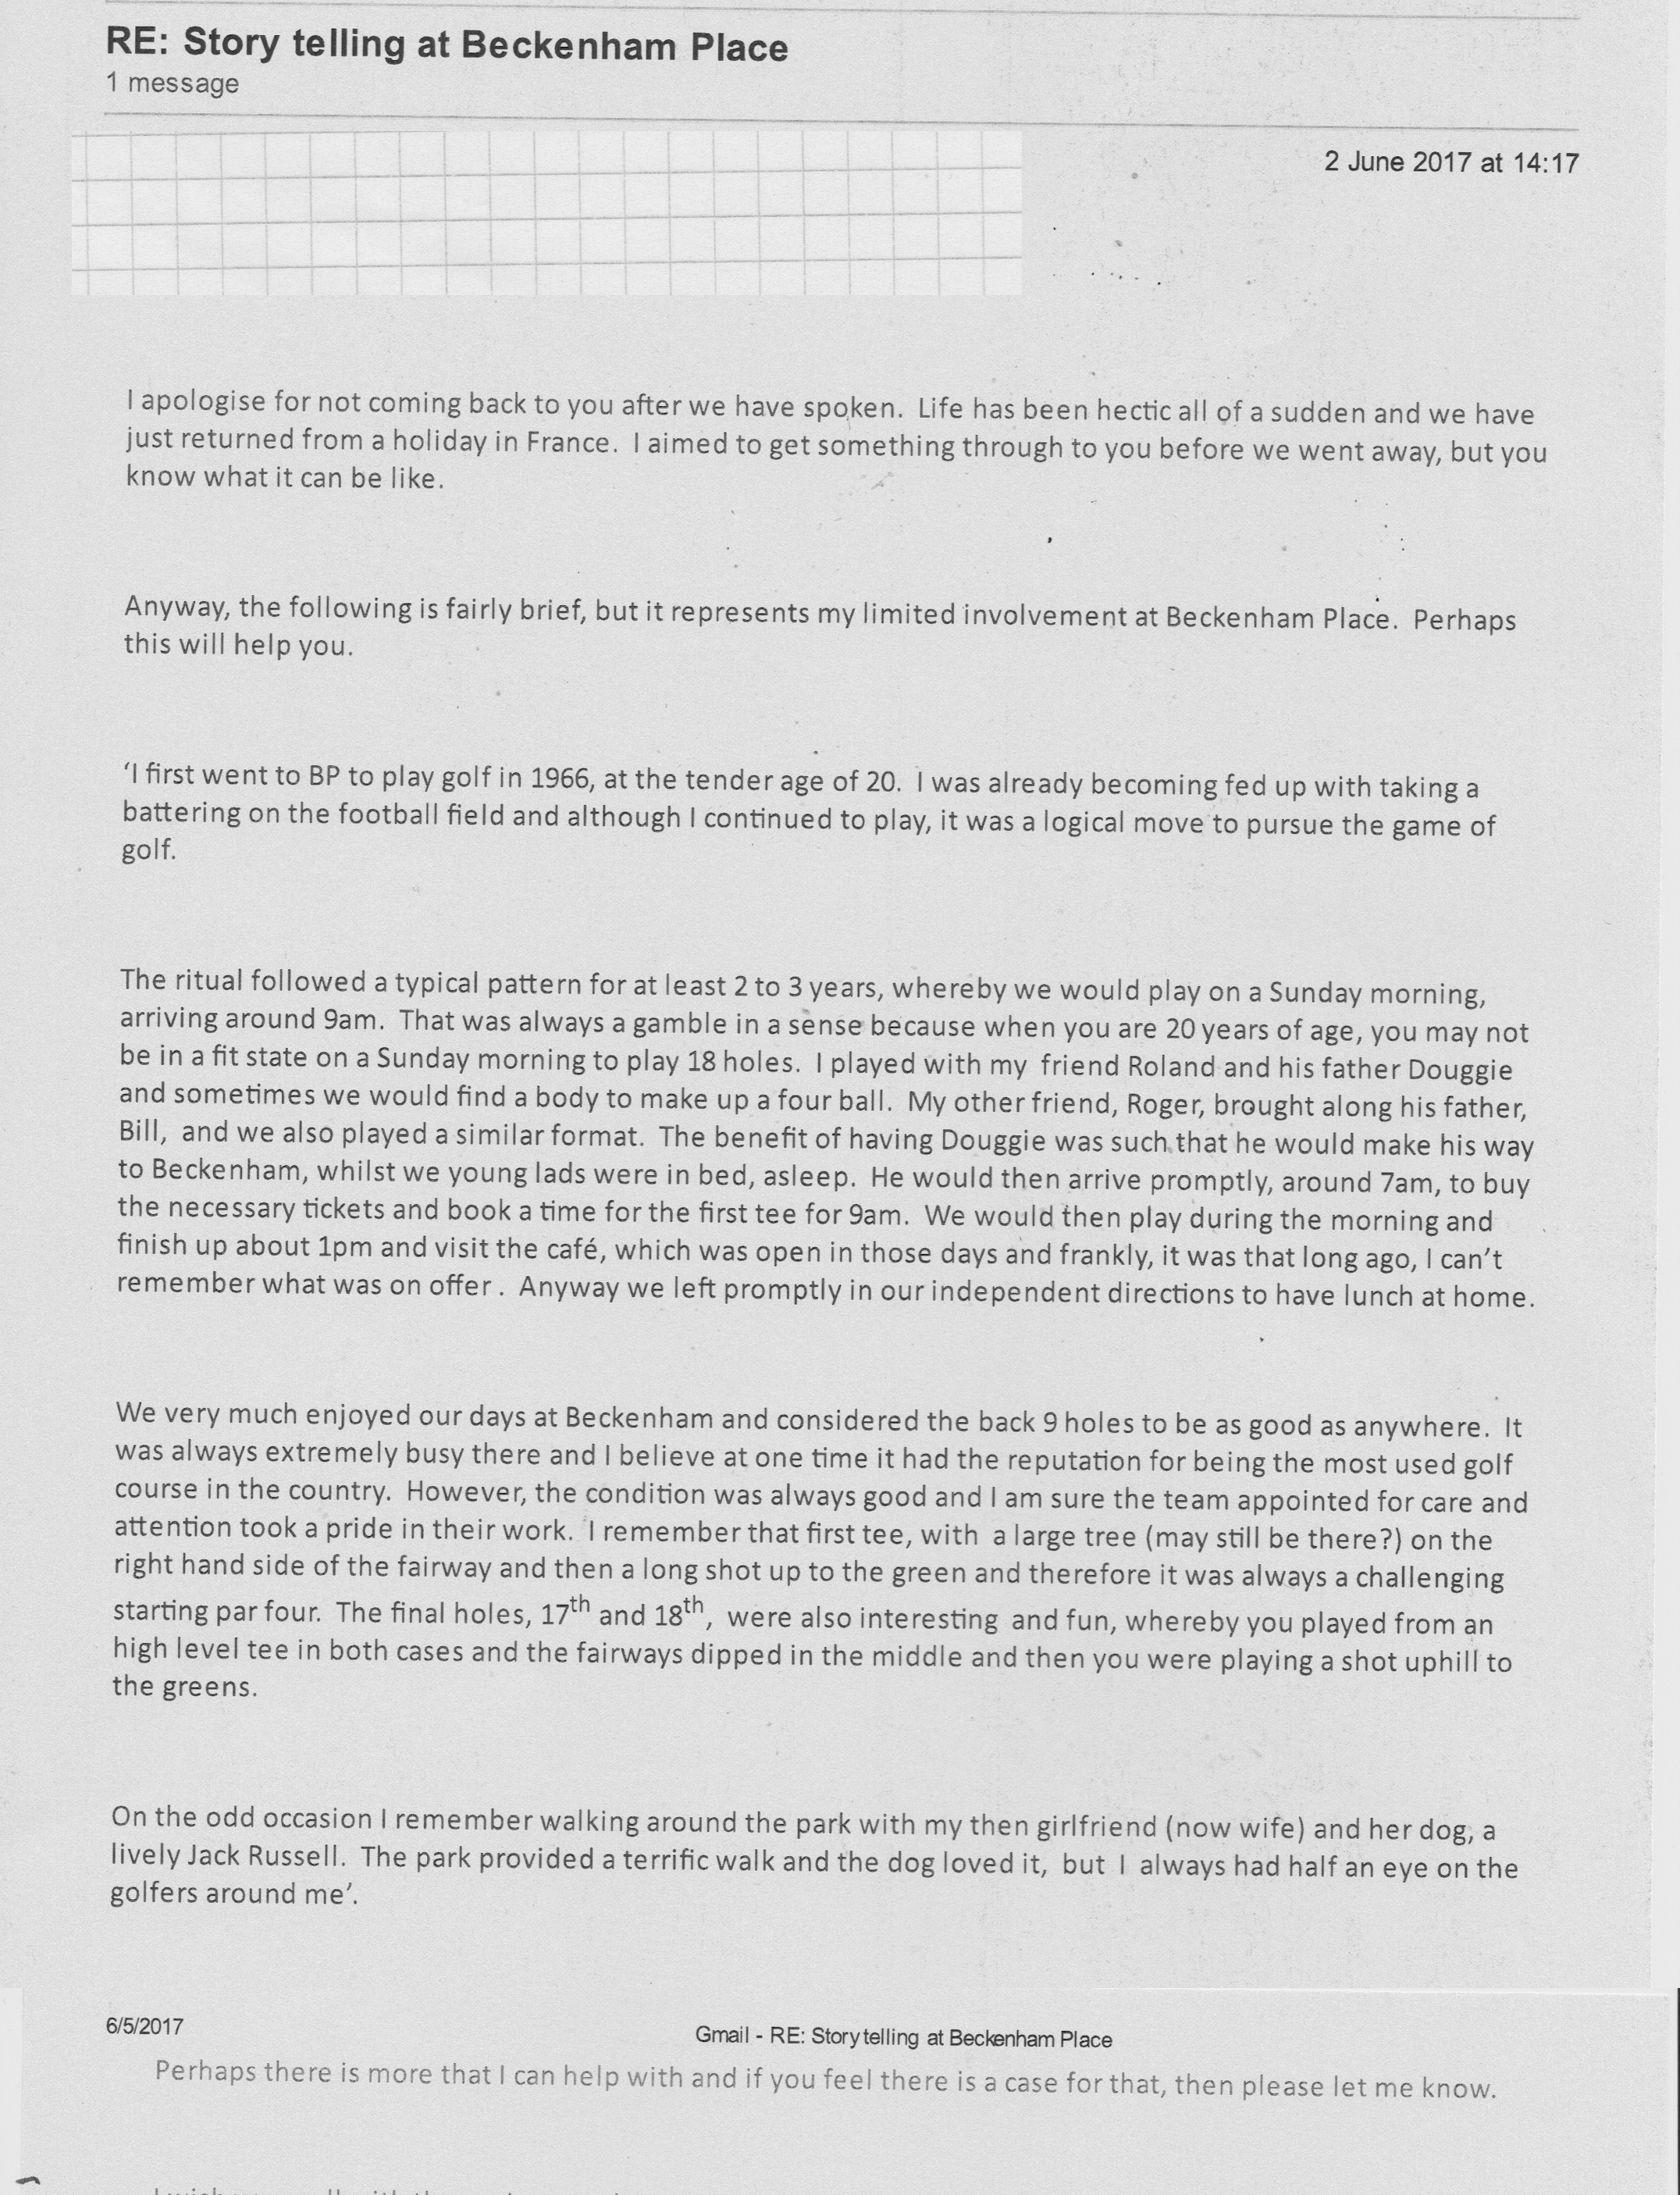 RE: Story telling at Beckenham Place
1 message
2 June 2017 at 14:17
I apologise for not coming back to you after we have spoken.  Life has been hectic all of a sudden and we have
just returned from a holiday in France.  I aimed to get something through to you before we went away, but you
know what it can be like.
Anyway, the following is fairly brief, but it represents my limited involvement at Beckenham Place.  Perhaps
this will help you.
‘I first went to BP to play golf in 1966, at the tender age of 20.  I was already becoming fed up with taking a
battering on the football field and although I continued to play, it was a logical move to pursue the game of
golf.
The ritual followed a typical pattern for at least 2 to 3 years, whereby we would play on a Sunday morning,
arriving around 9am.  That was always a gamble in a sense because when you are 20 years of age, you may not
be in a fit state on a Sunday morning to play 18 holes.  I played with my  friend Roland and his father Douggie
and sometimes we would find a body to make up a four ball.  My other friend, Roger, brought along his father,
Bill,  and we also played a similar format.  The benefit of having Douggie was such that he would make his way
to Beckenham, whilst we young lads were in bed, asleep.  He would then arrive promptly, around 7am, to buy
the necessary tickets and book a time for the first tee for 9am.  We would then play during the morning and
finish up about 1pm and visit the café, which was open in those days and frankly, it was that long ago, I can’t
remember what was on offer .  Anyway we left promptly in our independent directions to have lunch at home.
We very much enjoyed our days at Beckenham and considered the back 9 holes to be as good as anywhere.  It
was always extremely busy there and I believe at one time it had the reputation for being the most used golf
course in the country.  However, the condition was always good and I am sure the team appointed for care and
attention took a pride in their work.  I remember that first tee, with  a large tree (may still be there?) on the
right hand side of the fairway and then a long shot up to the green and therefore it was always a challenging
starting par four.  The final holes, 17th and 18th,  were also interesting  and fun, whereby you played from an
high level tee in both cases and the fairways dipped in the middle and then you were playing a shot uphill to
the greens.
On the odd occasion I remember walking around the park with my then girlfriend (now wife) and her dog, a
lively Jack Russell.  The park provided a terrific walk and the dog loved it,  but  I  always had half an eye on the
golfers around me’.
6/5/2017
Gmail - RE: Story telling at Beckenham Place
Perhaps there is more that I can help with and if you feel there is a case for that, then please let me know.